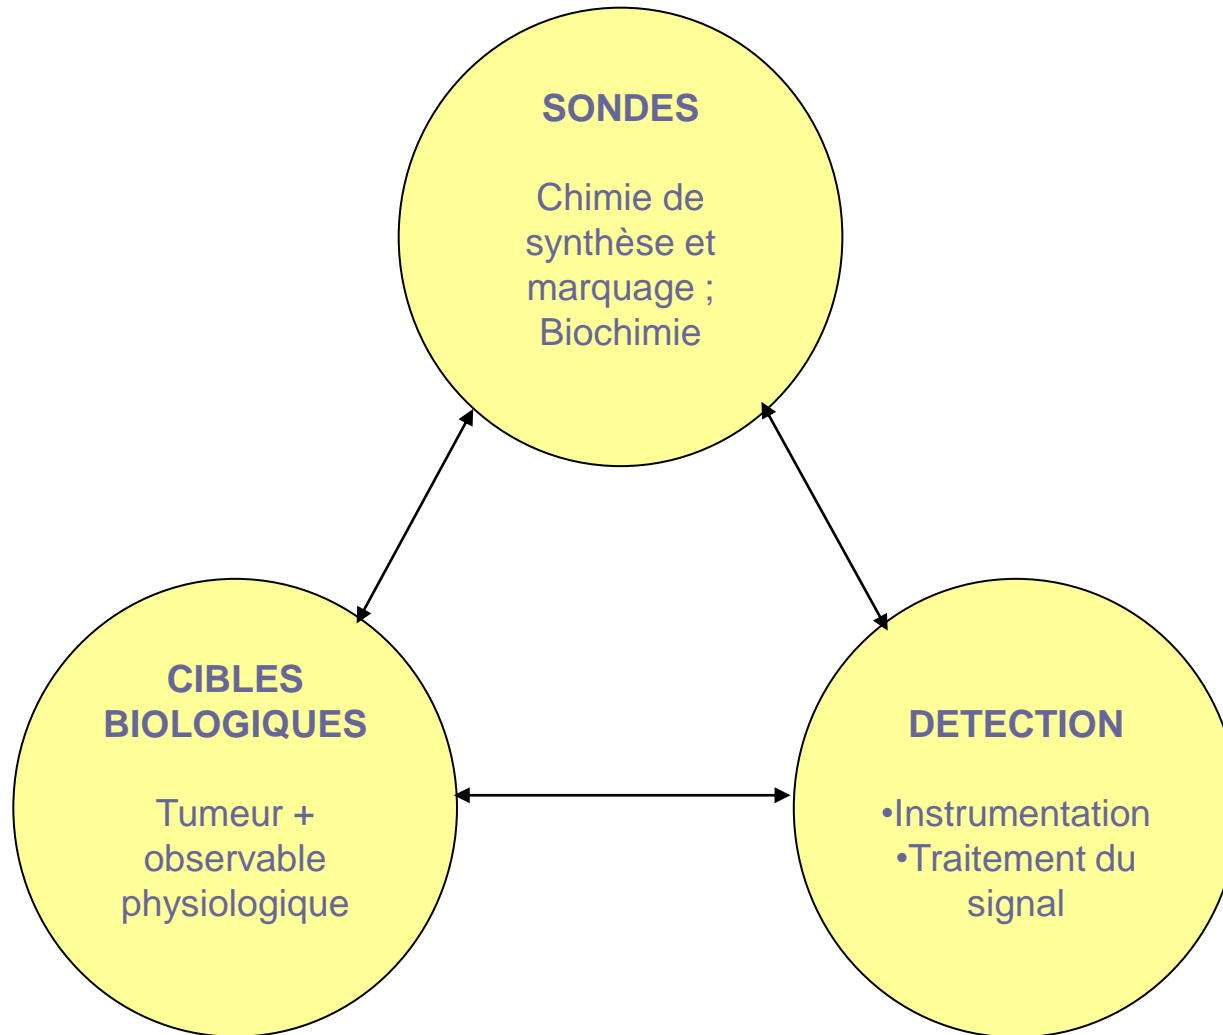 SONDES
Chimie de
synthèse et
marquage ;
Biochimie
CIBLES
BIOLOGIQUES
Tumeur +
observable
physiologique
DETECTION
•Instrumentation
•Traitement du
signal